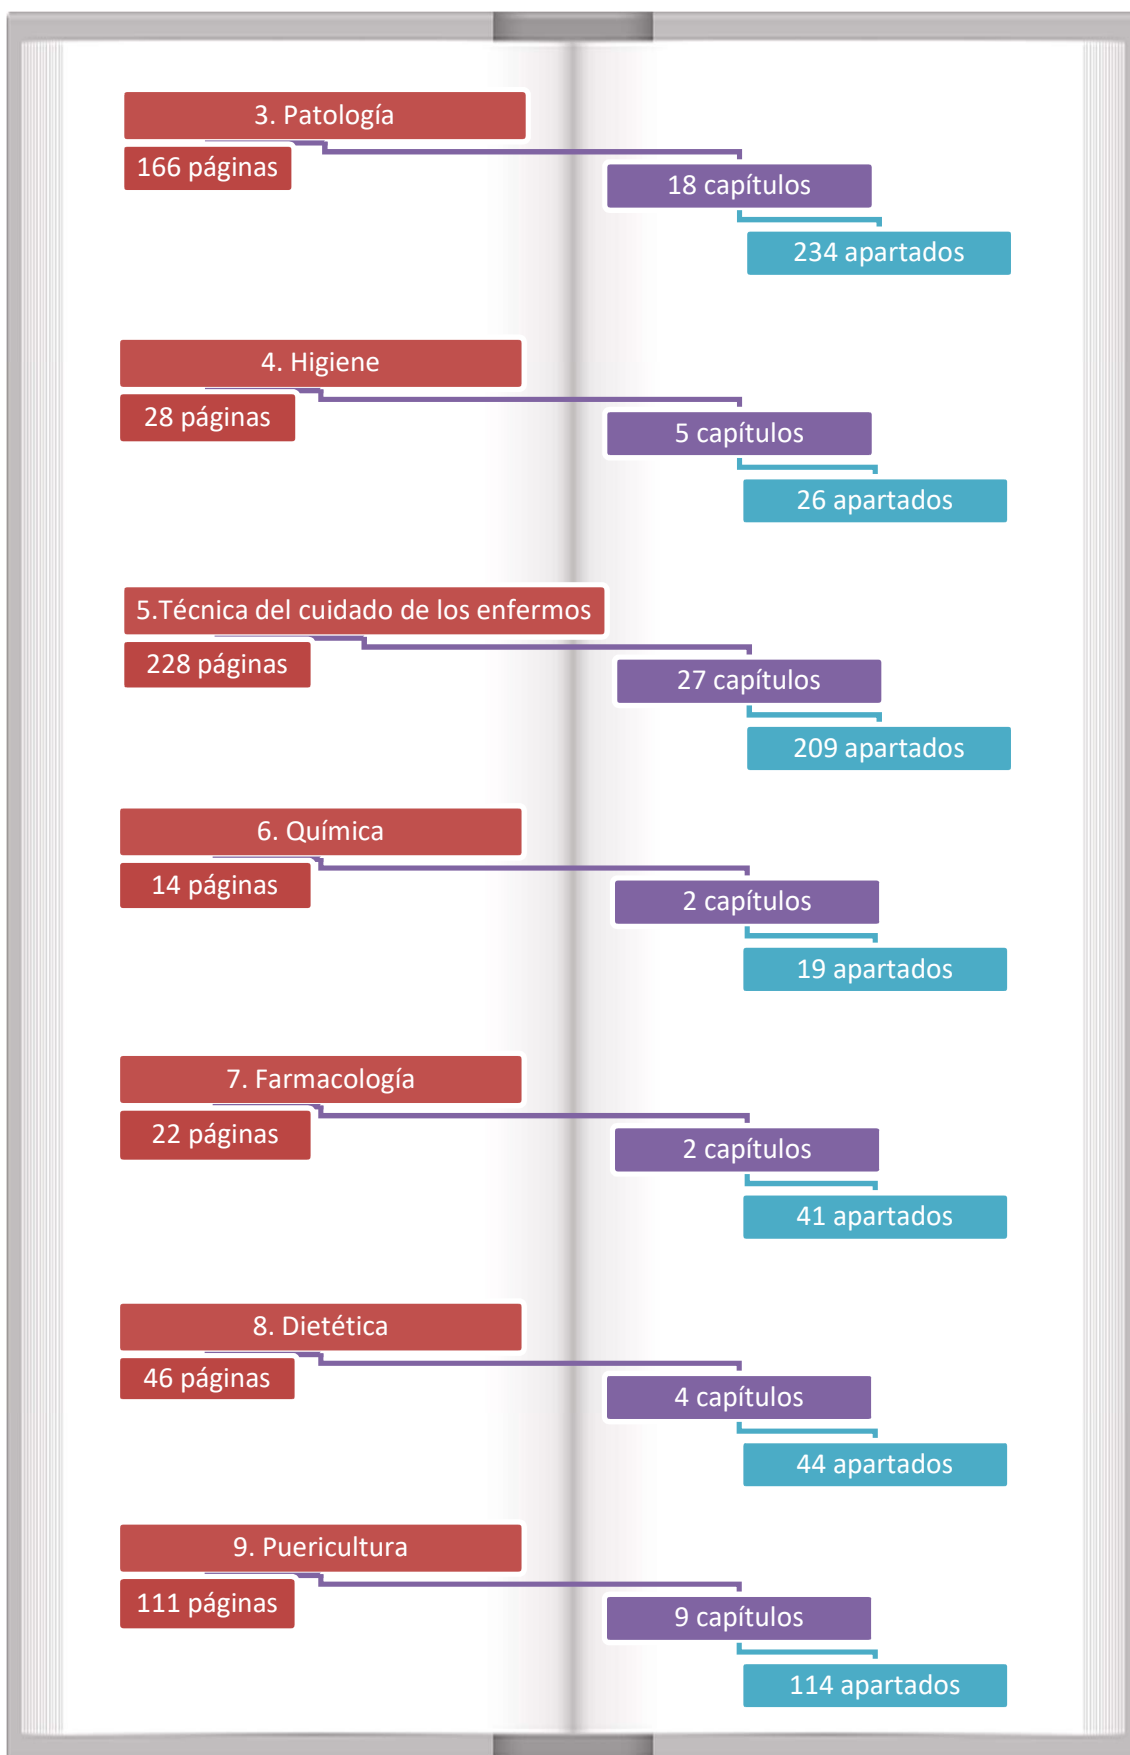 3. Patología
166 páginas
18 capítulos
234 apartados
4. Higiene
28 páginas
5 capítulos
26 apartados
5.Técnica del cuidado de los enfermos
228 páginas
27 capítulos
209 apartados
6. Química
14 páginas
2 capítulos
19 apartados
7. Farmacología
22 páginas
2 capítulos
41 apartados
8. Dietética
46 páginas
4 capítulos
44 apartados
9. Puericultura
111 páginas
9 capítulos
114 apartados